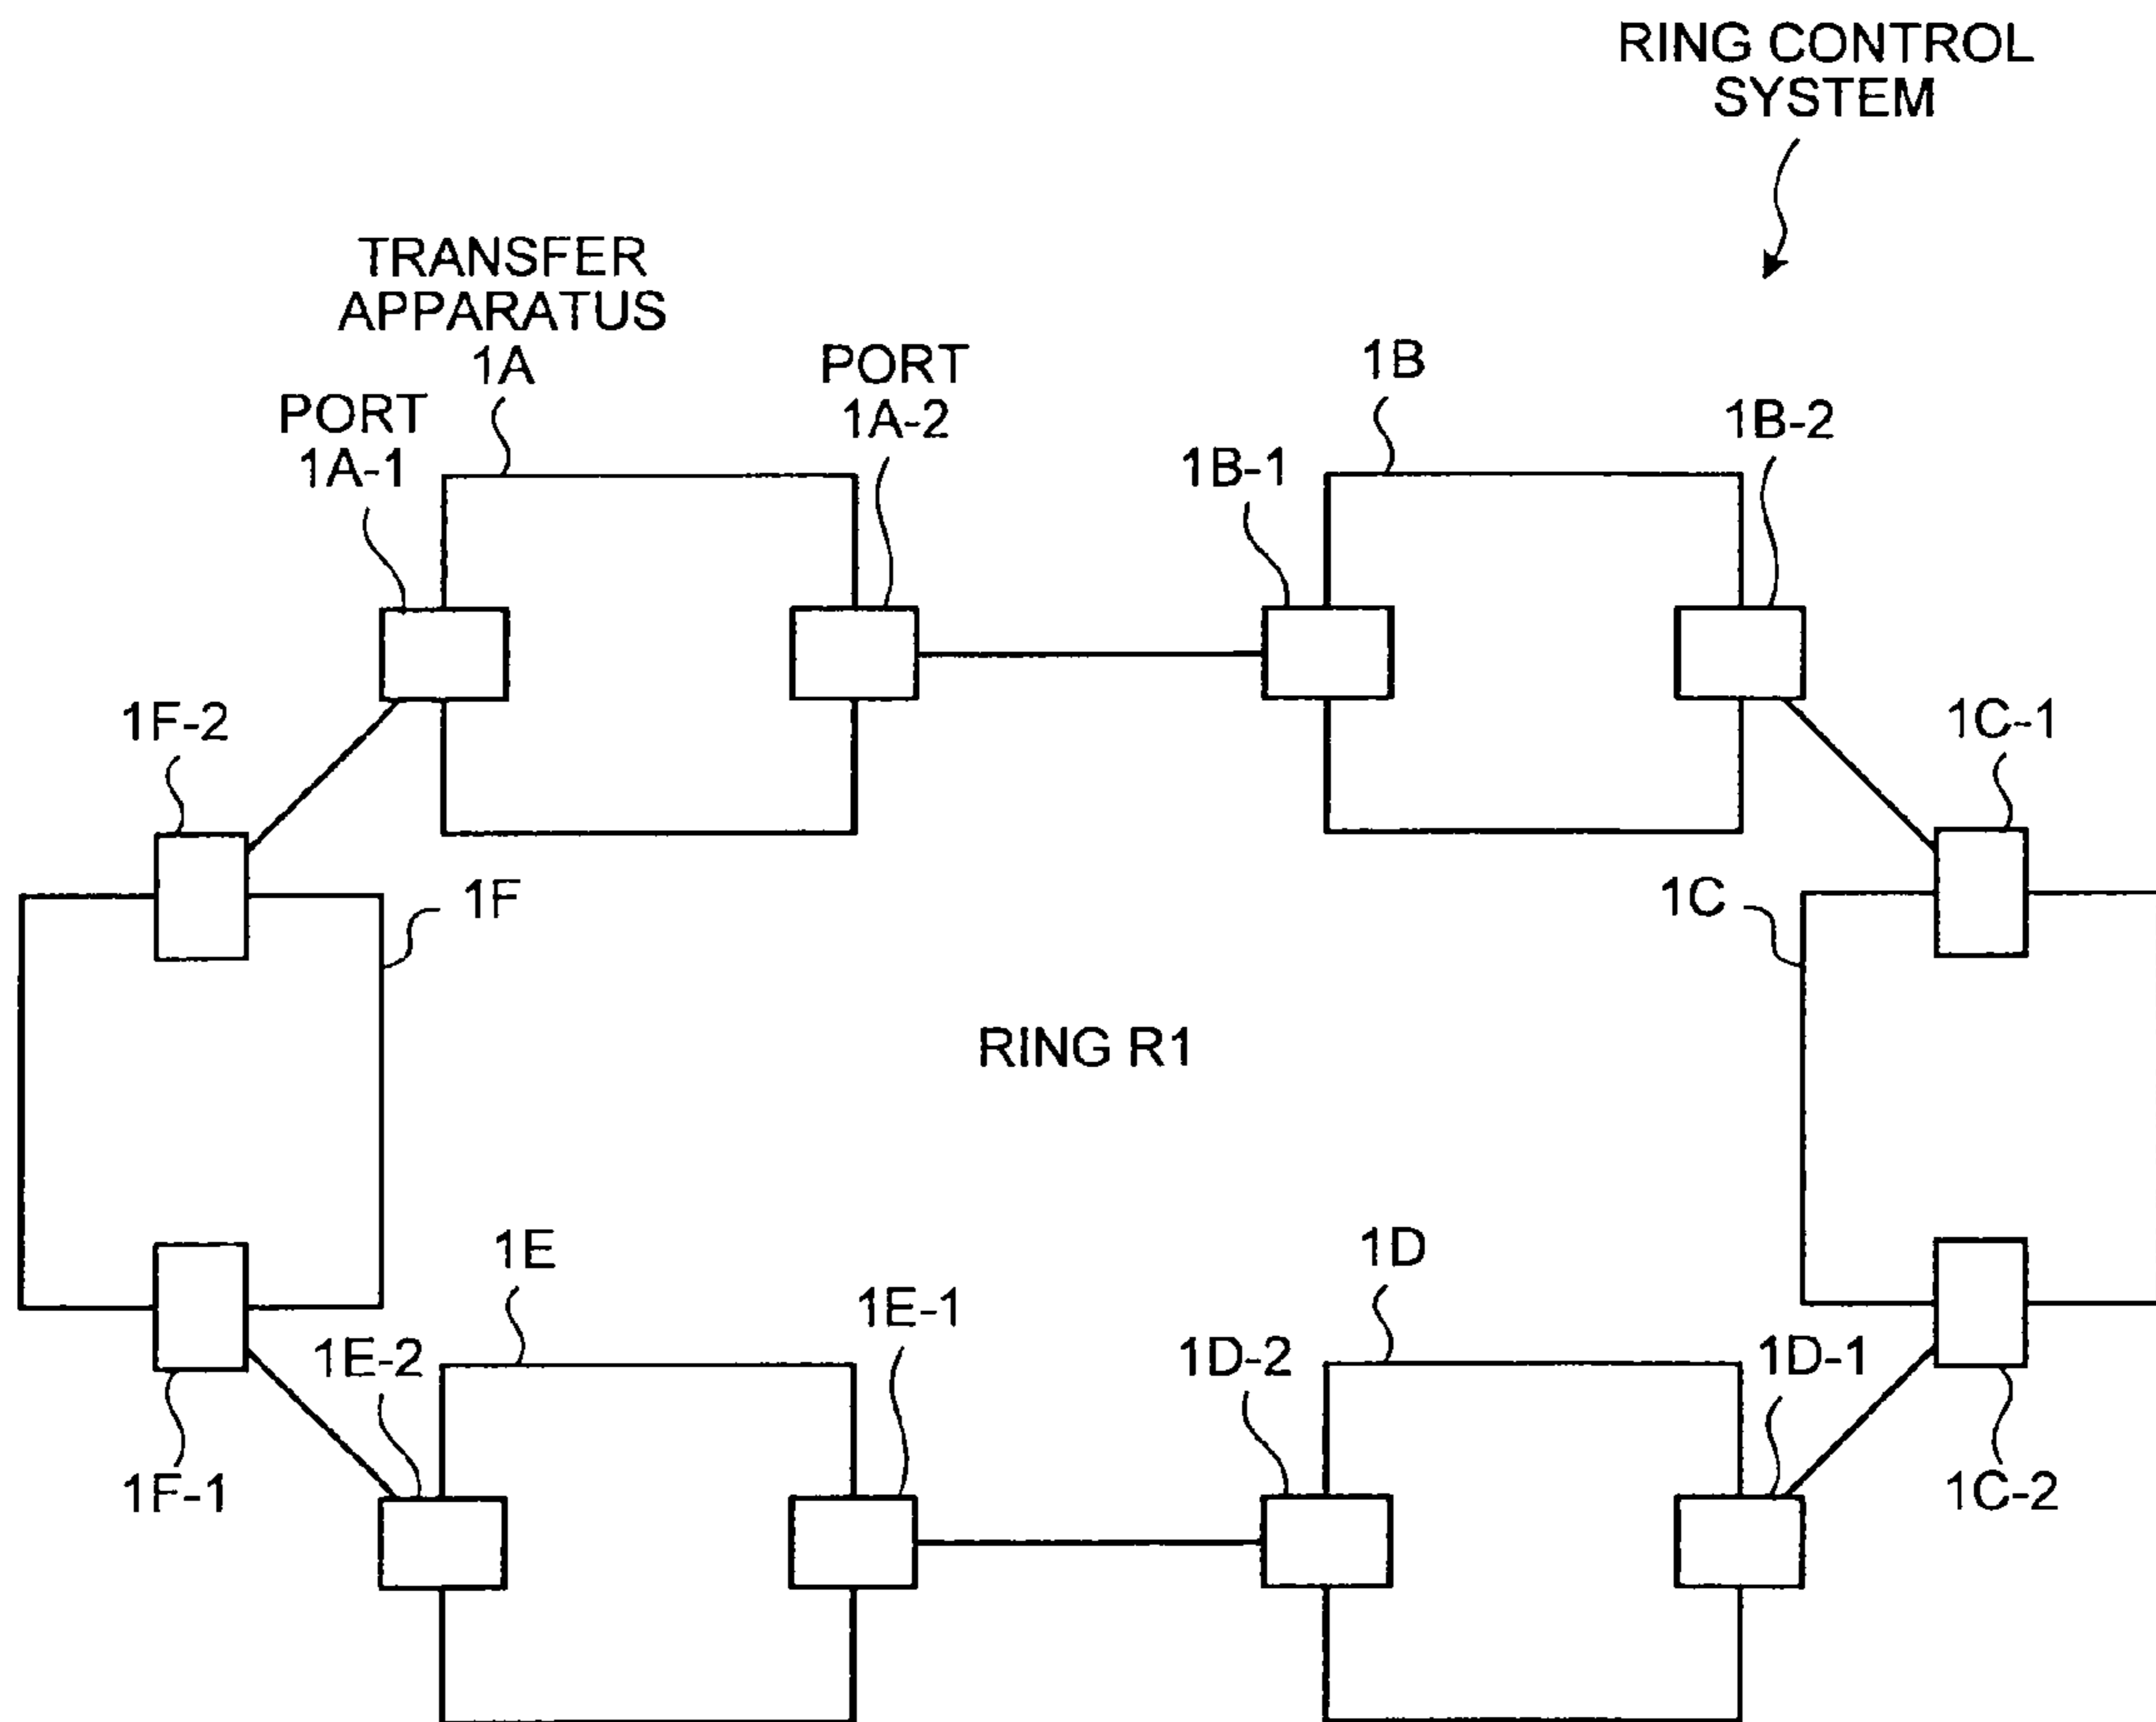 RING CONTROL
SYSTEM
TRANSFER
APPARATUS
1A
PORT
1A-1
PORT
1A-2
1B
1B-1
1B-2
1F-2
1C-1
1F
1C
RING R1
1E
1E-1
1E-2
1D
1D-2
1D-1
1F-1
1C-2